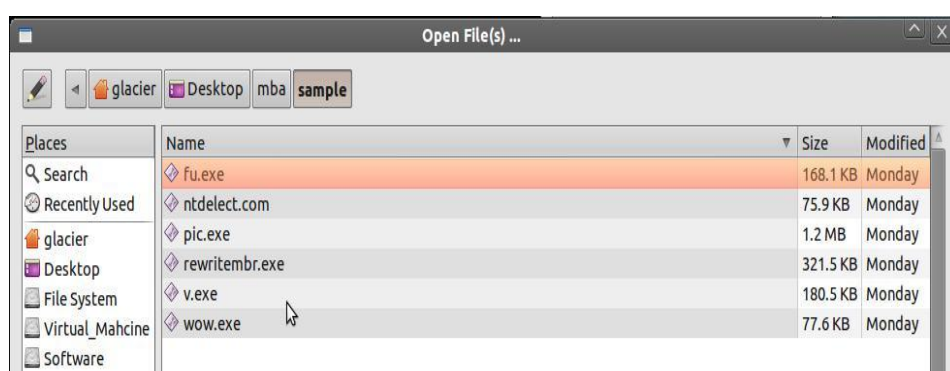 Open File(s) ...
glacier Desktop mba sample
Places Name Size Modified
Search fu.exe 168.1 KB Monday
Recently Used ntdelect.com 75.9 KB Monday
glacier pic.exe 1.2 MB Monday
Desktop rewritembr.exe 321.5 KB Monday
File System v.exe 180.5 KB Monday
Virtual_Mahcine wow.exe 77.6 KB Monday
Software